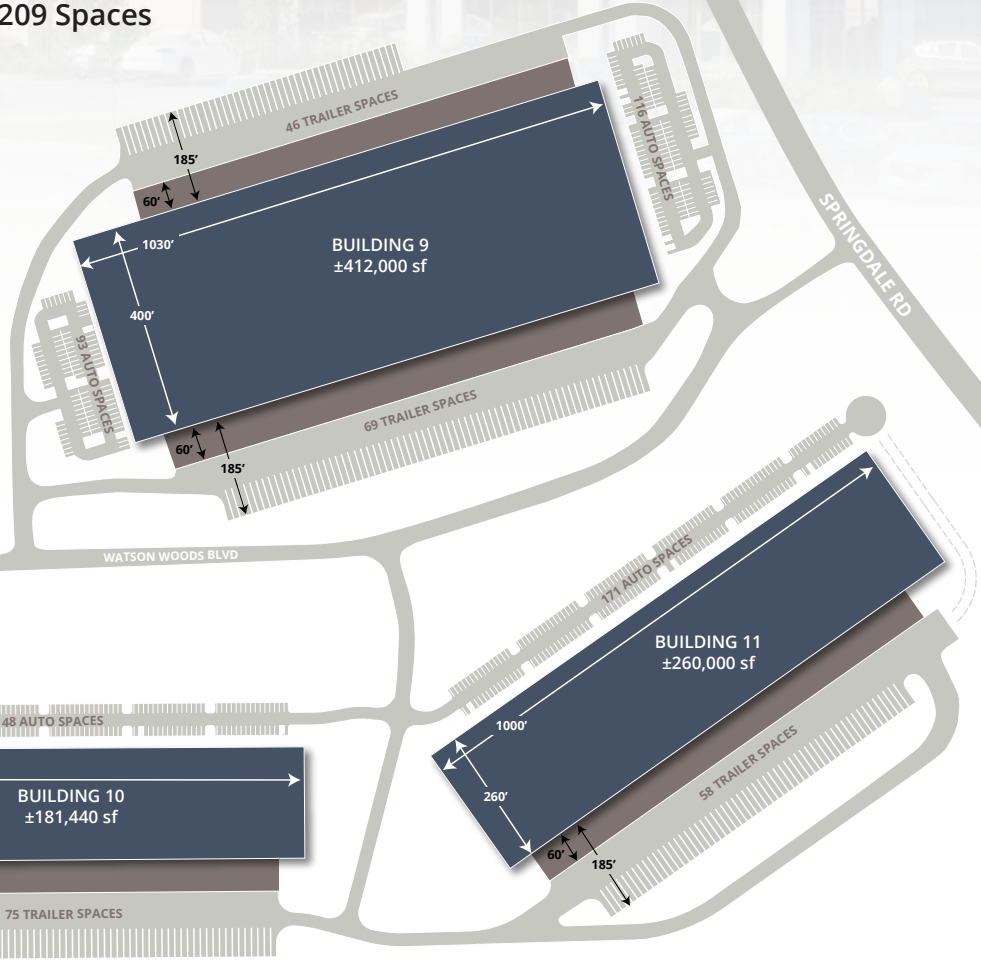 209 Spaces
46 TRAILER SPACES
116 AUTO SPACES
185’
60’
1030’
BUILDING 9
±412,000 sf
SPRINGDALE RD
400’
93 AUTO SPACES
69 TRAILER SPACES
60’
185’
WATSON WOODS BLVD
171 AUTO SPACES
BUILDING 11
±260,000 sf
48 AUTO SPACES
1000’
58 TRAILER SPACES
260’
BUILDING 10
±181,440 sf
60’
185’
75 TRAILER SPACES